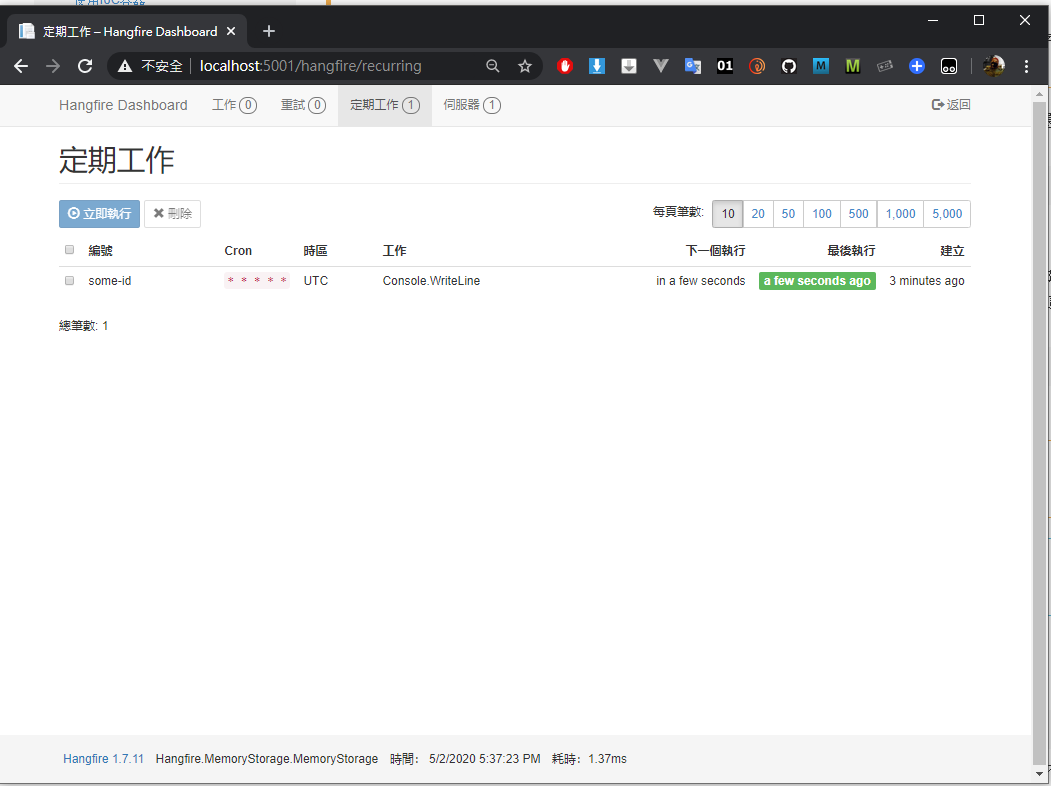 定期工作 – Hangfire Dashboard
不安全 localhost:5001/hangfire/recurring
Hangfire Dashboard 工作 0 重試 0 定期工作 1 伺服器 1 返回
定期工作
立即執行 刪除 每頁筆數: 10 20 50 100 500 1,000 5,000
編號 Cron 時區 工作 下一個執行 最後執行 建立
some-id * * * * * UTC Console.WriteLine in a few seconds a few seconds ago 3 minutes ago
總筆數: 1
Hangfire 1.7.11 Hangfire.MemoryStorage.MemoryStorage 時間： 5/2/2020 5:37:23 PM 耗時： 1.37ms